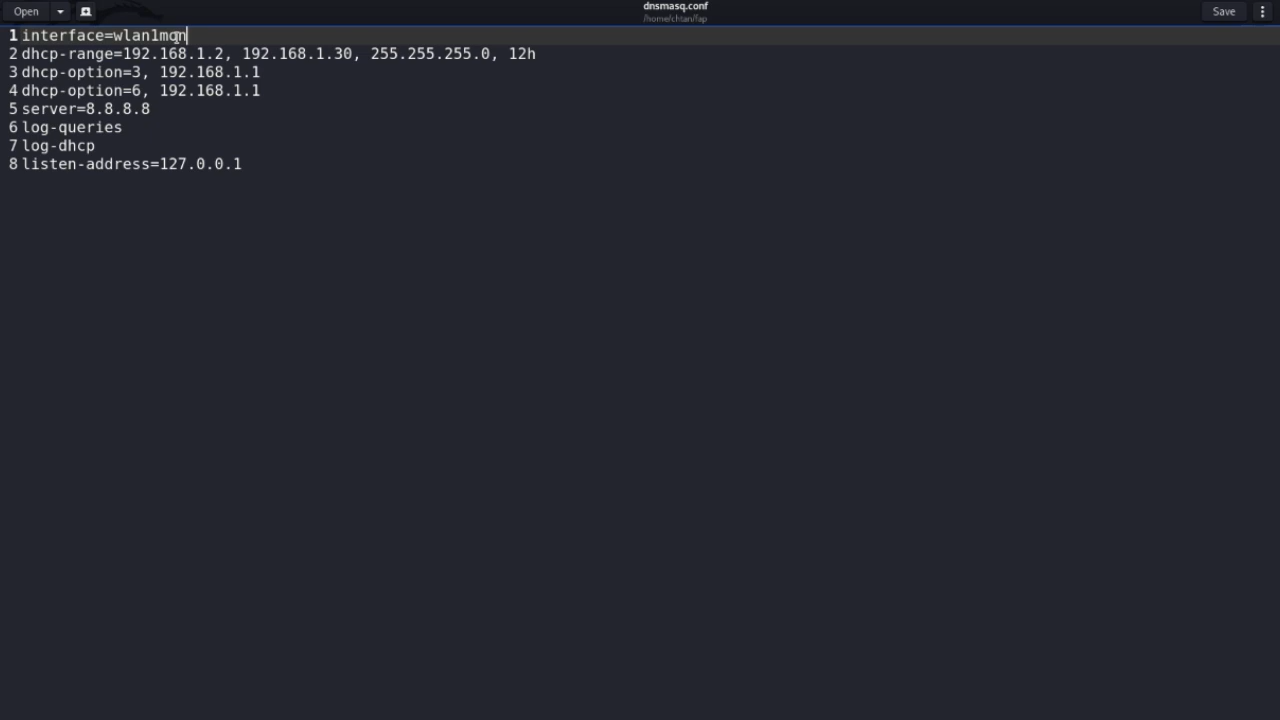 Open
dnsmasq.conf
/home/chtan/fap
Save
1 interface=wlan1mon
2 dhcp-range=192.168.1.2, 192.168.1.30, 255.255.255.0, 12h
3 dhcp-option=3, 192.168.1.1
4 dhcp-option=6, 192.168.1.1
5 server=8.8.8.8
6 log-queries
7 log-dhcp
8 listen-address=127.0.0.1